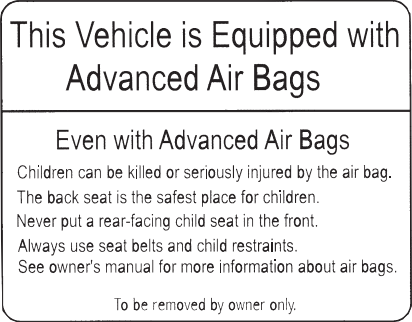 This Vehicle is Equipped with
Advanced Air Bags
Even with Advanced Air Bags
Children can be killed or seriously injured by the air bag.
The back seat is the safest place for children.
Never put a rear-facing child seat in the front.
Always use seat belts and child restraints.
See owner's manual for more information about air bags.
To be removed by owner only.